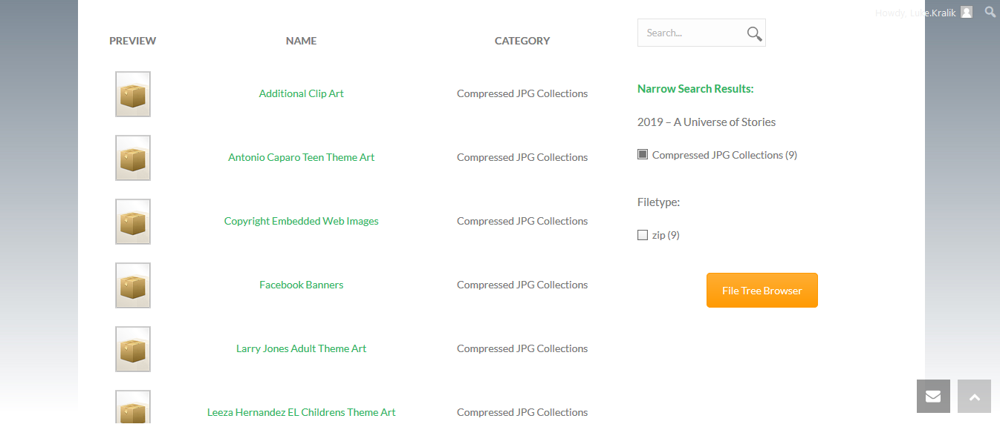 Howdy, Luke.Kralik
PREVIEW NAME CATEGORY
Additional Clip Art Compressed JPG Collections
Antonio Caparo Teen Theme Art Compressed JPG Collections
Copyright Embedded Web Images Compressed JPG Collections
Facebook Banners Compressed JPG Collections
Larry Jones Adult Theme Art Compressed JPG Collections
Leeza Hernandez EL Childrens Theme Art Compressed JPG Collections
Search...
Narrow Search Results:
2019 – A Universe of Stories
Compressed JPG Collections (9)
Filetype:
zip (9)
File Tree Browser